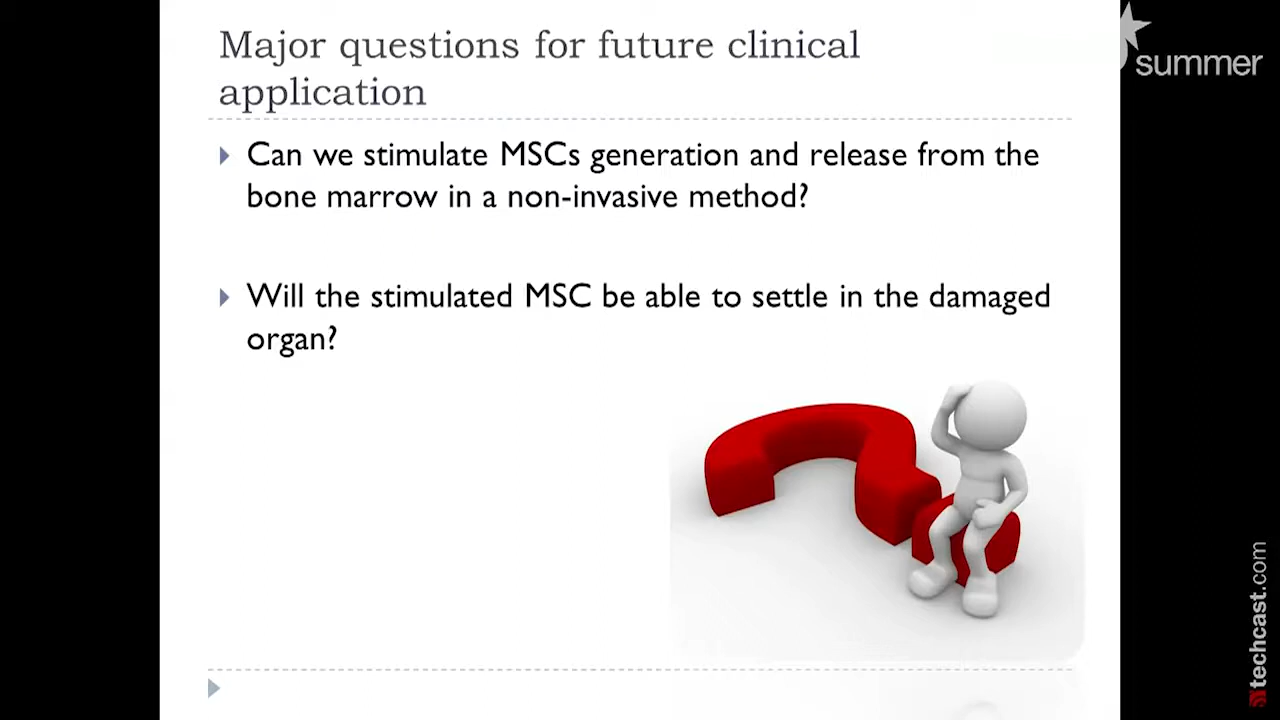 Major questions for future clinical
application
summer
Can we stimulate MSCs generation and release from the
bone marrow in a non-invasive method?
Will the stimulated MSC be able to settle in the damaged
organ?
techcast.com